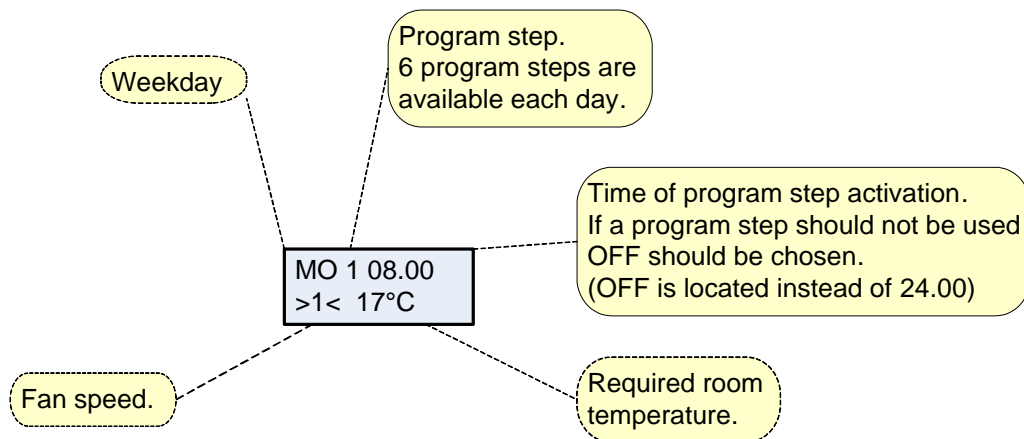 Program step.
6 program steps are
available each day.
Weekday
Time of program step activation.
If a program step should not be used
OFF should be chosen.
(OFF is located instead of 24.00)
MO 1 08.00
>1<  17°C
Required room
temperature.
Fan speed.